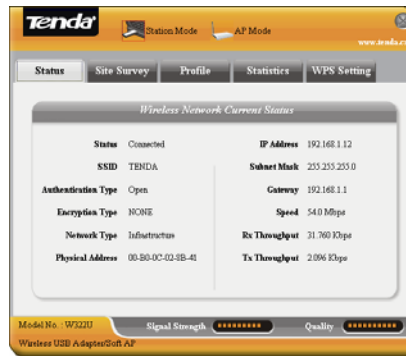 Tenda
Station Mode
AP Mode
Status
Site Survey
Profile
Statistics
WPS Setting
Wireless Network Current Status
Status Connected IP Address 192.168.1.12
SSID TENDA Subnet Mask 255.255.255.0
Authentication Type Open Gateway 192.168.1.1
Encryption Type NONE Speed 54.0 Mbps
Network Type Infrastructure Rx Throughput 31.760 Kbps
Physical Address 00-B0-0C-02-8B-41 Tx Throughput 2.096 Kbps
Model No. : W322U Signal Strength Quality
Wireless USB Adapter/Soft AP